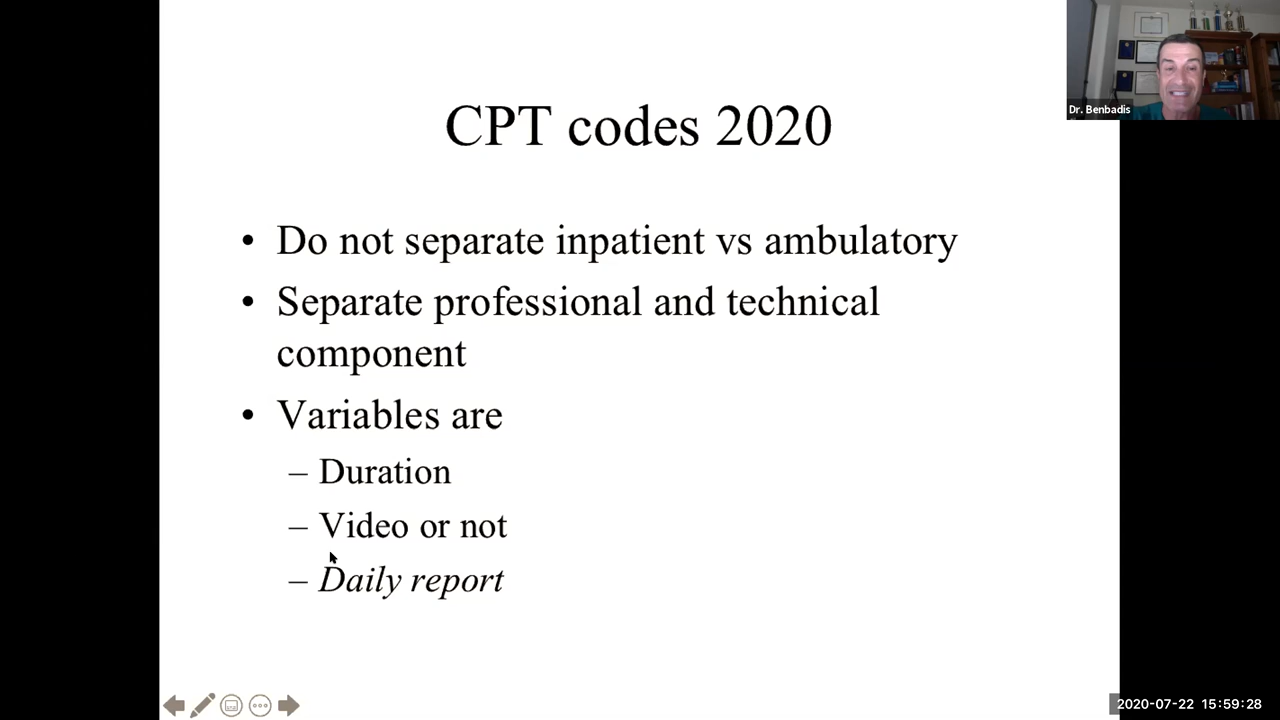 CPT codes 2020
Dr. Benbadis
• Do not separate inpatient vs ambulatory
• Separate professional and technical
component
• Variables are
– Duration
– Video or not
– Daily report
2020-07-22 15:59:28